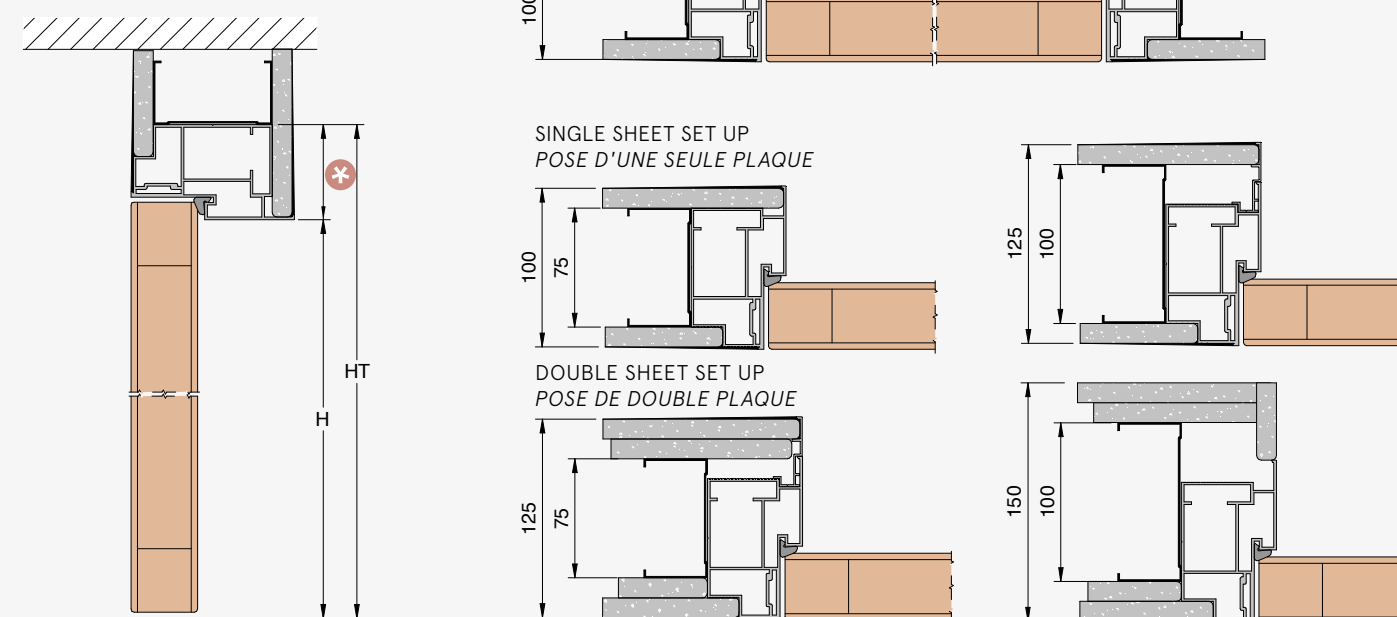 100
SINGLE SHEET SET UP
POSE D'UNE SEULE PLAQUE
100
75
125
100
*
HT
H
DOUBLE SHEET SET UP
POSE DE DOUBLE PLAQUE
125
75
150
100